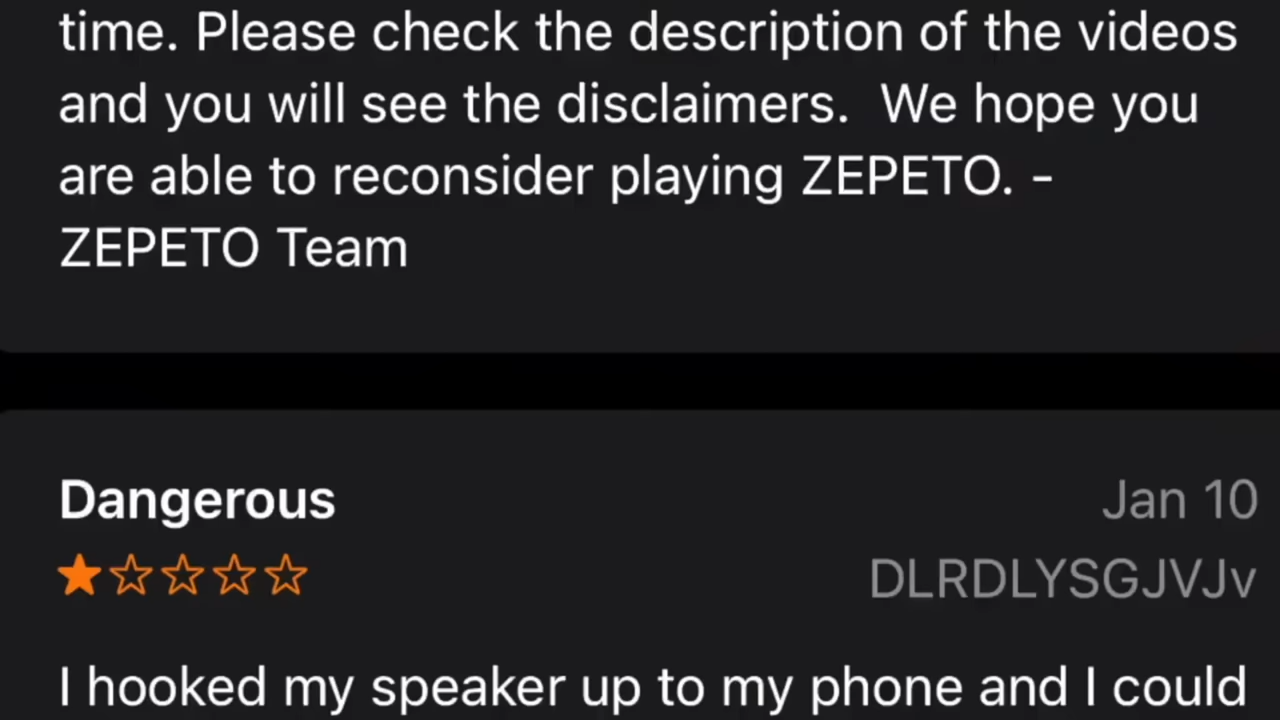 time. Please check the description of the videos
and you will see the disclaimers.  We hope you
are able to reconsider playing ZEPETO. -
ZEPETO Team
Dangerous
Jan 10
DLRDLYSGJVJv
I hooked my speaker up to my phone and I could